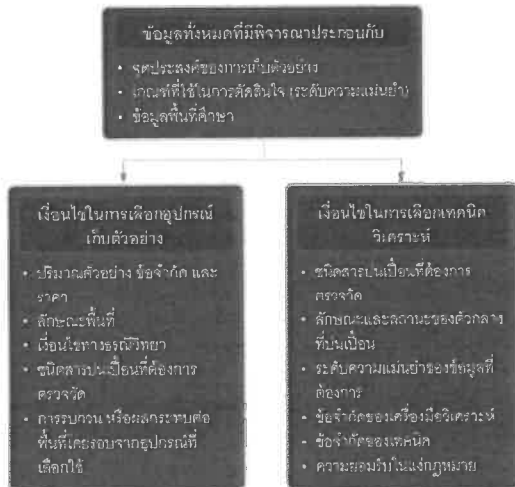 ข้อมูลทั้งหมดที่มีพิจารณาประกอบกับ
• จุดประสงค์ของการเก็บตัวอย่าง
• เกณฑ์ที่ใช้ในการตัดสินใจ (ระดับความแม่นยำ)
• ข้อมูลพื้นที่ศึกษา
เงื่อนไขในการเลือกอุปกรณ์
เก็บตัวอย่าง
• ปริมาณตัวอย่าง ข้อจำกัด และ
ราคา
• ลักษณะพื้นที่
• เงื่อนไขทางธรณีวิทยา
• ชนิดสารปนเปื้อนที่ต้องการ
ตรวจวัด
• การรบกวน หรือผลกระทบต่อ
พื้นที่โดยรอบจากอุปกรณ์ที่
เลือกใช้
เงื่อนไขในการเลือกเทคนิค
วิเคราะห์
• ชนิดสารปนเปื้อนที่ต้องการ
ตรวจวัด
• ลักษณะและสถานะของตัวกลาง
ที่ปนเปื้อน
• ระดับความแม่นยำของข้อมูลที่
ต้องการ
• ข้อจำกัดของเครื่องมือวิเคราะห์
• ข้อจำกัดของเทคนิค
• ความยอมรับในแง่กฎหมาย